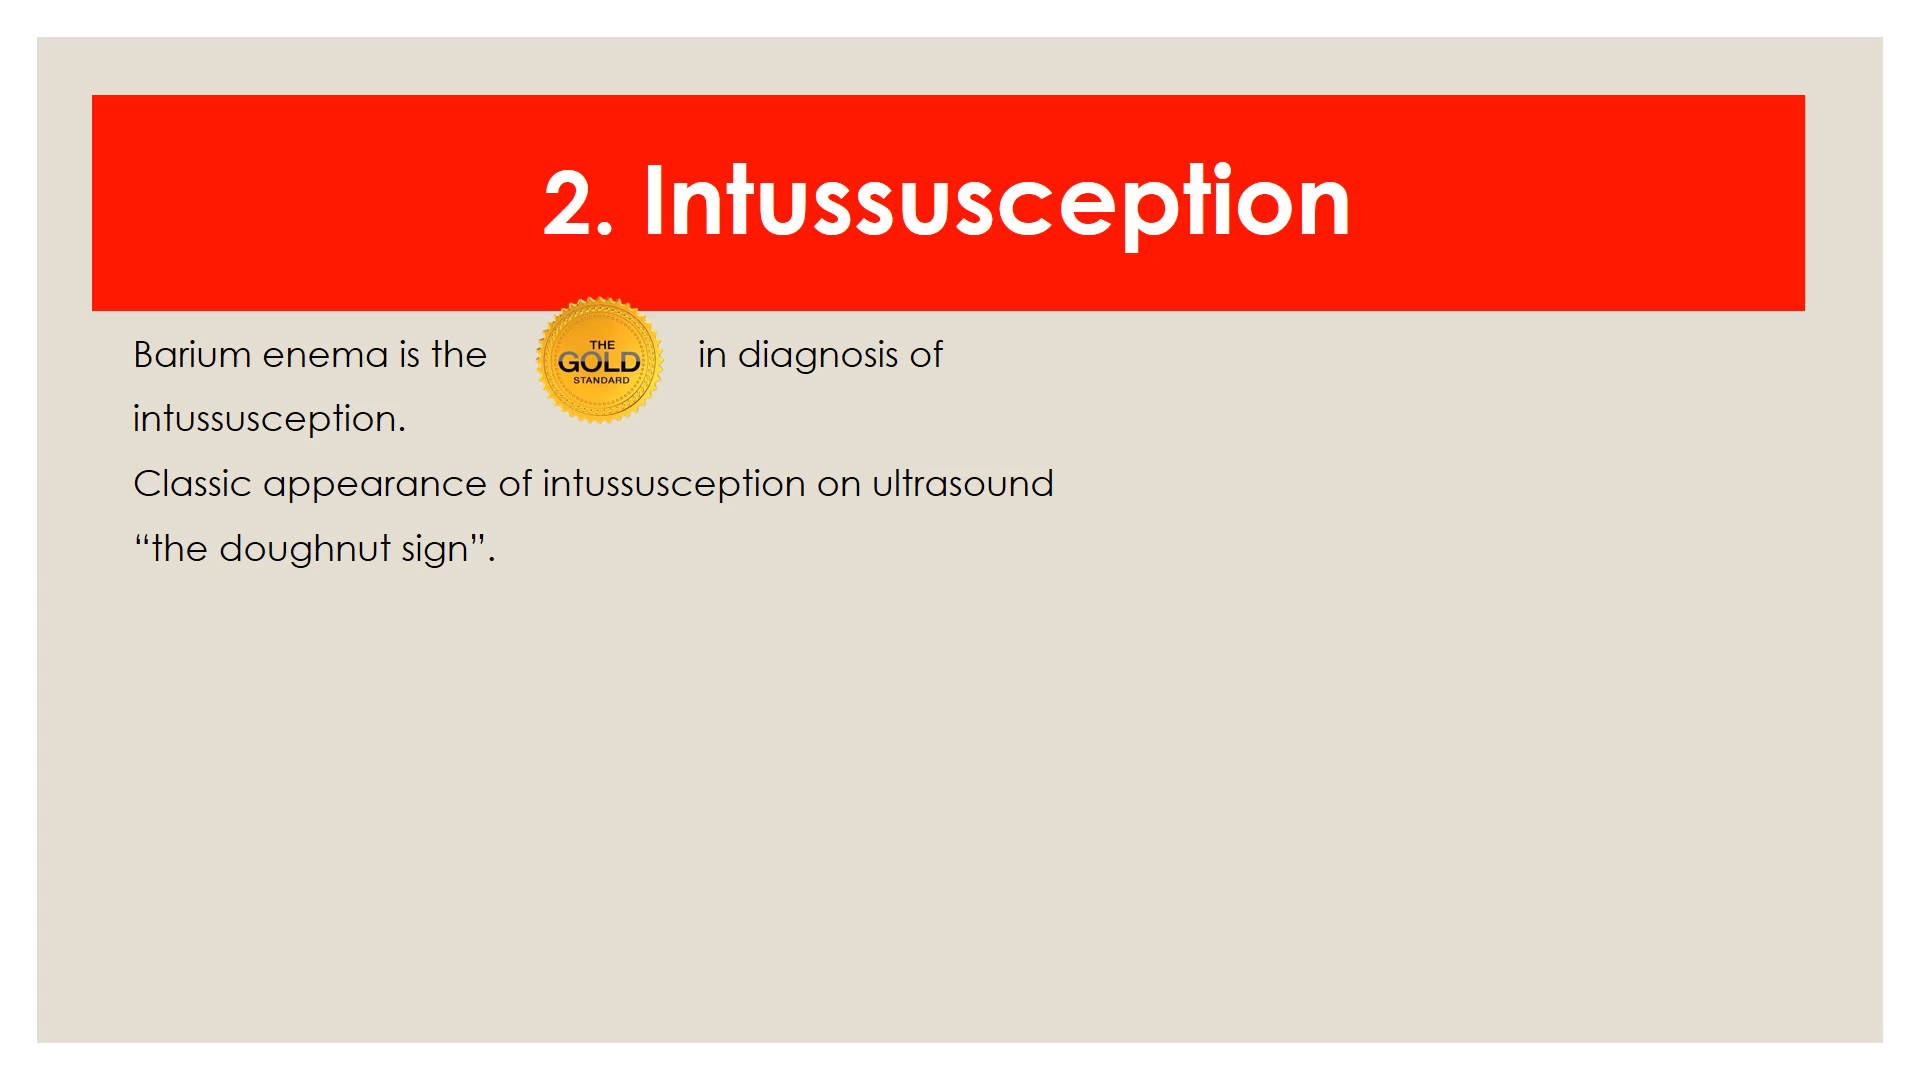 2. Intussusception
Barium enema is the THE GOLD STANDARD in diagnosis of
intussusception.
Classic appearance of intussusception on ultrasound
“the doughnut sign”.